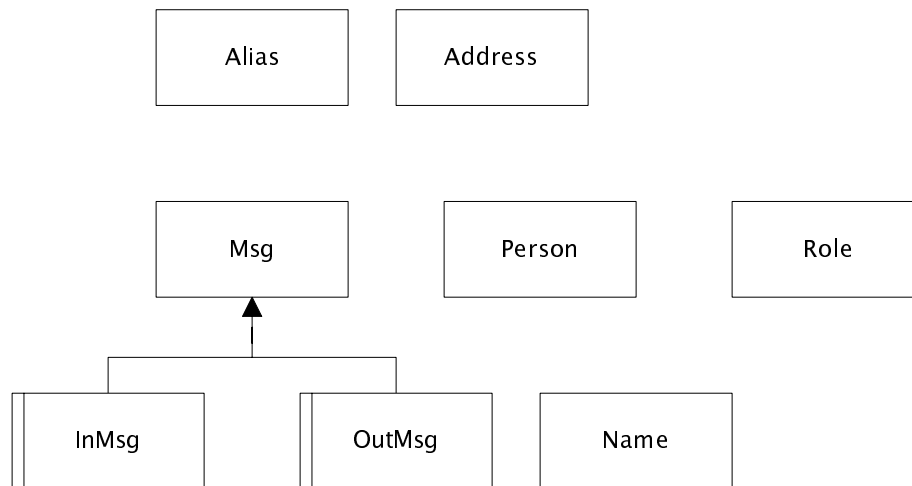 Alias
Address
Msg
Person
Role
InMsg
OutMsg
Name